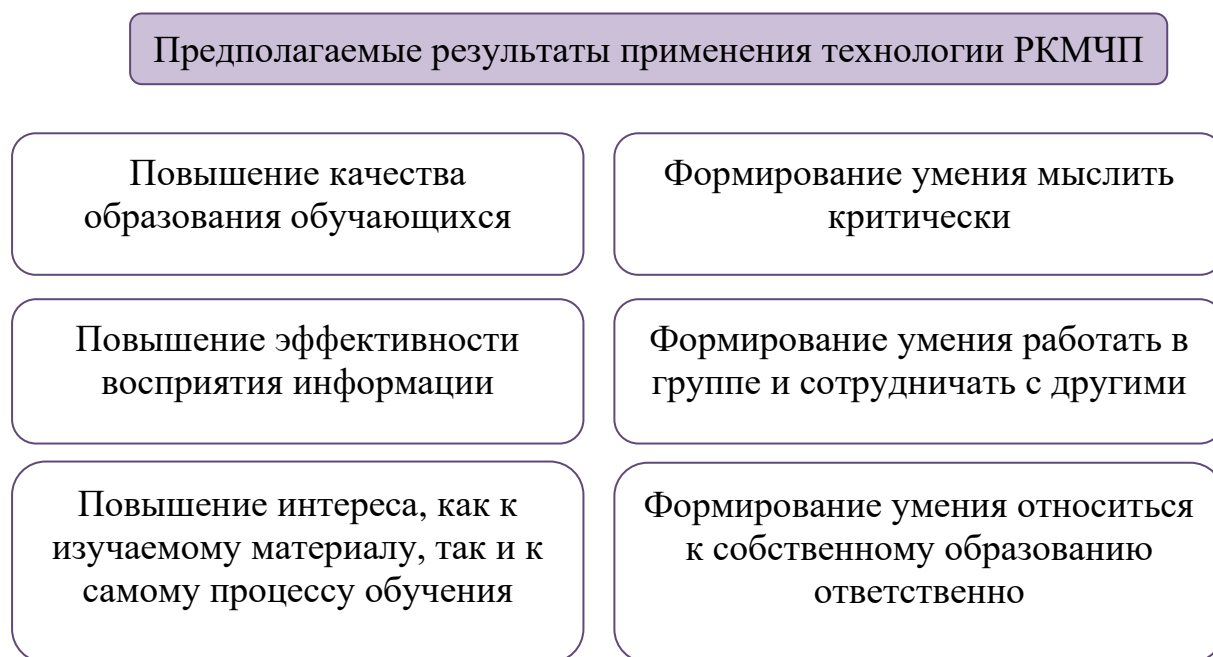 Предполагаемые результаты применения технологии РКМЧП
Повышение качества
образования обучающихся
Формирование умения мыслить
критически
Повышение эффективности
восприятия информации
Формирование умения работать в
группе и сотрудничать с другими
Повышение интереса, как к
изучаемому материалу, так и к
самому процессу обучения
Формирование умения относиться
к собственному образованию
ответственно